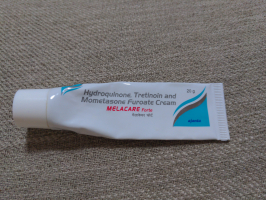 Hydroquinone, Tretinoin and
Mometasone Furoate Cream
MELACARE Forte
20 g